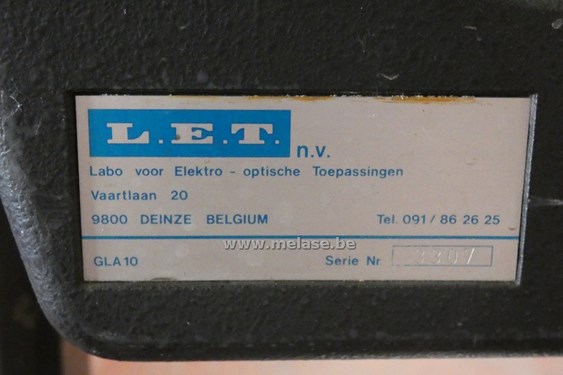 L.E.T. n.v.
Labo voor Elektro - optische Toepassingen
Vaartlaan 20
9800 DEINZE BELGIUM Tel. 091/ 86 26 25
www.melase.be
GLA10 Serie Nr 3307